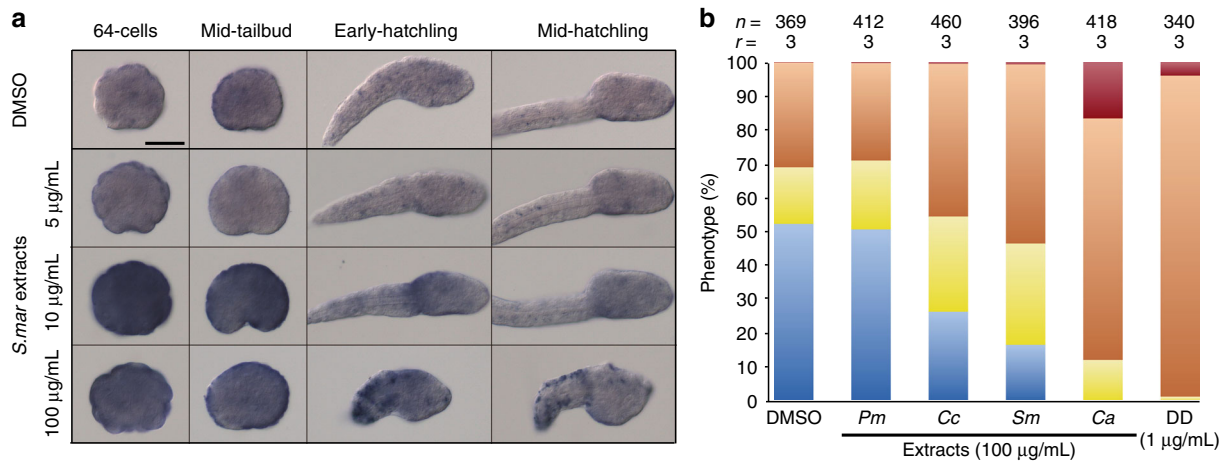 a
64-cells Mid-tailbud Early-hatchling Mid-hatchling
DMSO
S.mar extracts
5 µg/mL
10 µg/mL
100 µg/mL
b
n = 369 412 460 396 418 340
r = 3 3 3 3 3 3
Phenotype (%)
100
90
80
70
60
50
40
30
20
10
0
DMSO Pm Cc Sm Ca DD
(1 µg/mL)
Extracts (100 µg/mL)